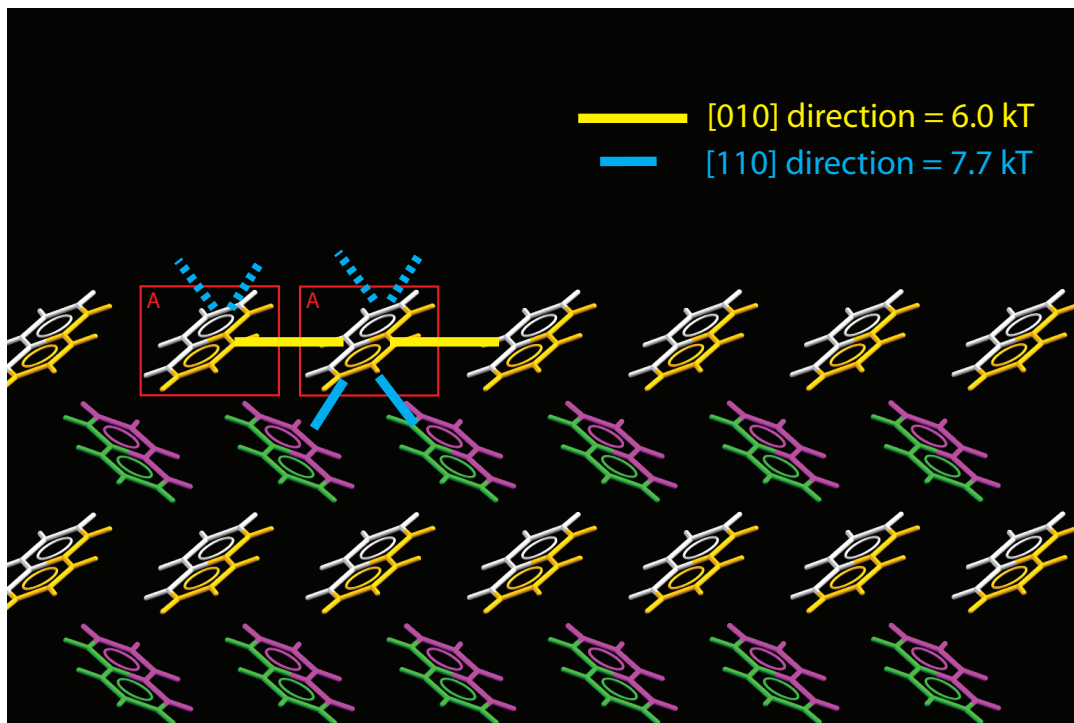 [010] direction = 6.0 kT
[110] direction = 7.7 kT
A
A